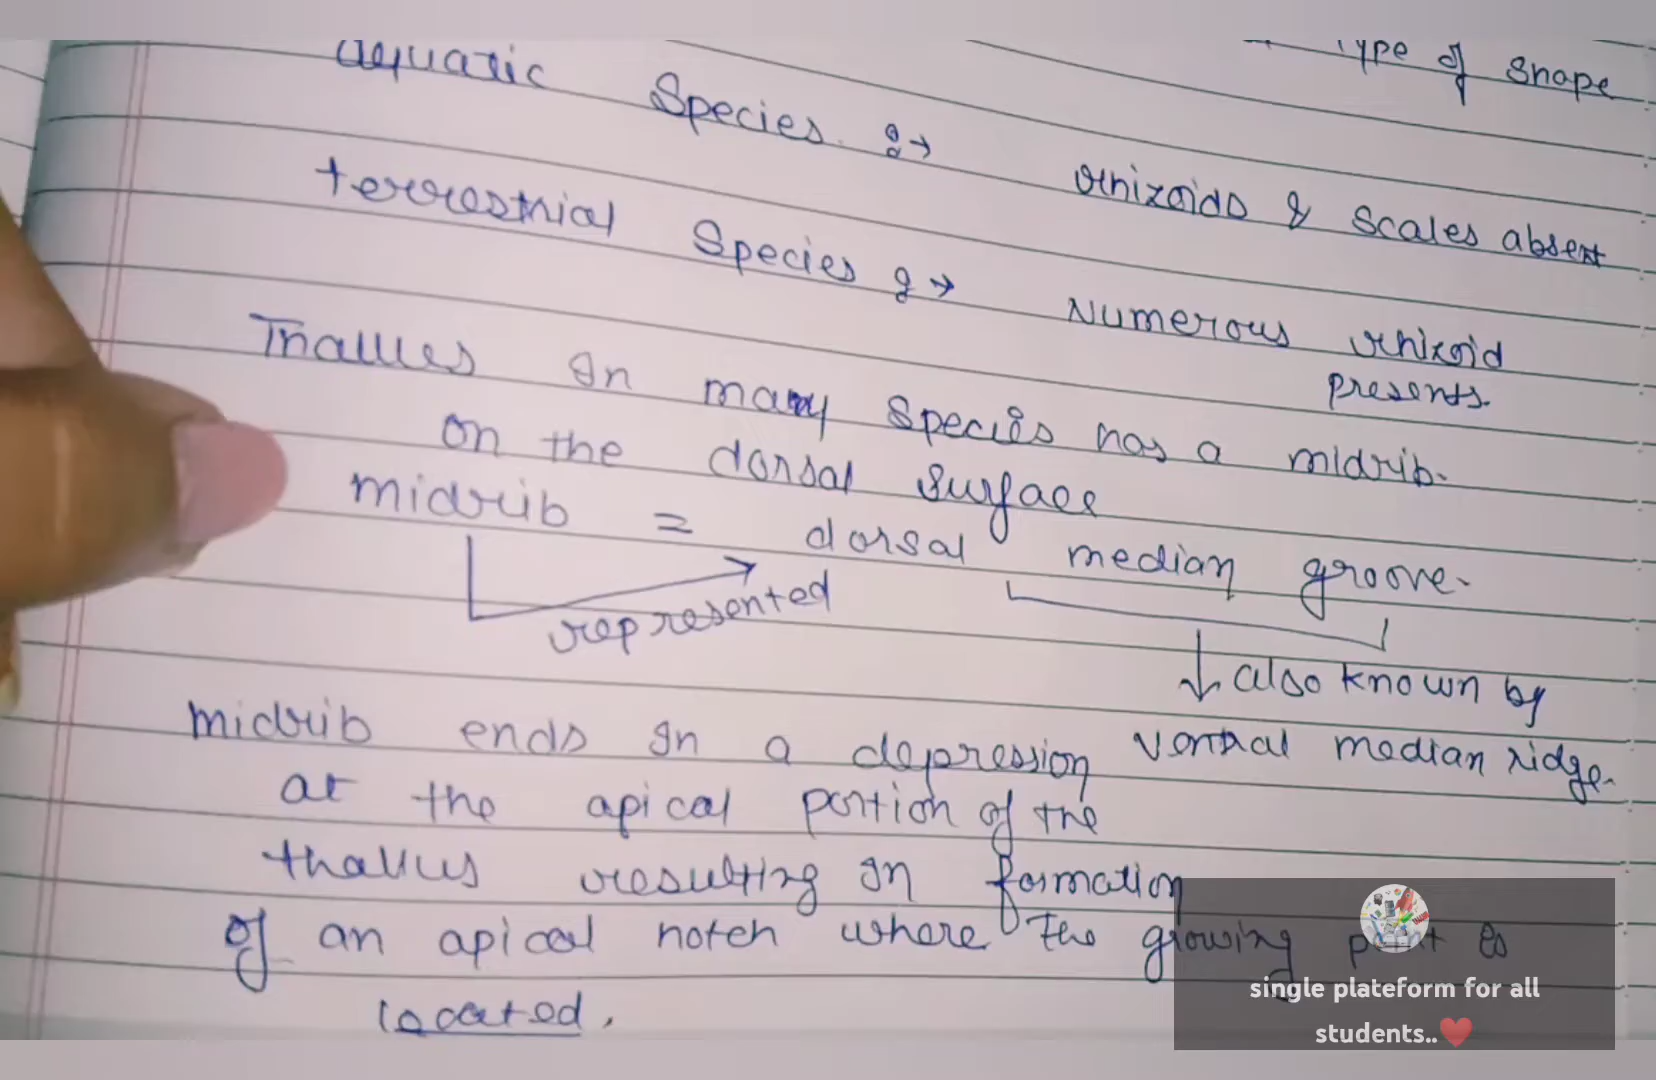 Type of Shape
aquatic Species :→ rhizoids & Scales absent
terrestrial Species :→ Numerous rhizoid
presents.
Thallus In many Species has a midrib.
on the dorsal surface
midrib = dorsal median groove.
represented
also known by
ventral median ridge.
midrib ends In a depression
at the apical portion of the
thallus resulting In formation
of an apical notch where the growing point is
located.
single plateform for all
students..❤️